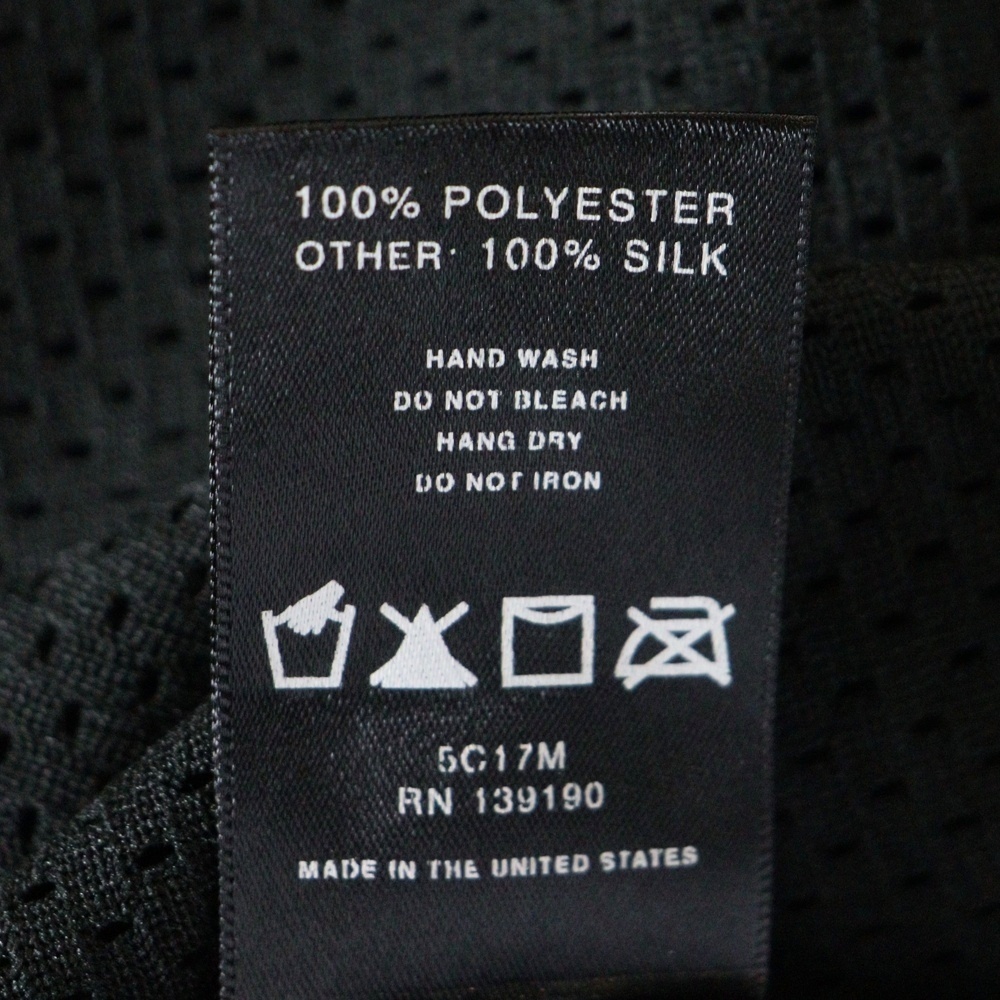 100% POLYESTER
OTHER: 100% SILK
HAND WASH
DO NOT BLEACH
HANG DRY
DO NOT IRON
5C17M
RN 139190
MADE IN THE UNITED STATES